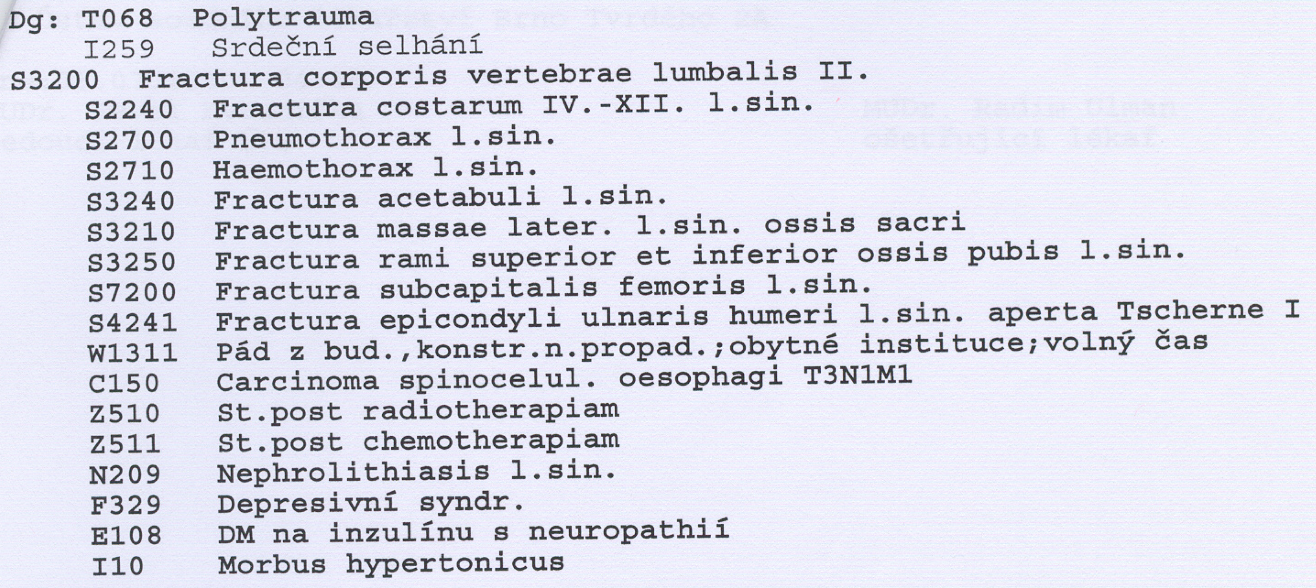 Dg: T068 Polytrauma
I259 Srdeční selhání
S3200 Fractura corporis vertebrae lumbalis II.
S2240 Fractura costarum IV.-XII. l.sin.
S2700 Pneumothorax l.sin.
S2710 Haemothorax l.sin.
S3240 Fractura acetabuli l.sin.
S3210 Fractura massae later. l.sin. ossis sacri
S3250 Fractura rami superior et inferior ossis pubis l.sin.
S7200 Fractura subcapitalis femoris l.sin.
S4241 Fractura epicondyli ulnaris humeri l.sin. aperta Tscherne I
W1311 Pád z bud.,konstr.n.propad.;obytné instituce;volný čas
C150 Carcinoma spinocelul. oesophagi T3N1M1
Z510 St.post radiotherapiam
Z511 St.post chemotherapiam
N209 Nephrolithiasis l.sin.
F329 Depresivní syndr.
E108 DM na inzulínu s neuropathií
I10 Morbus hypertonicus